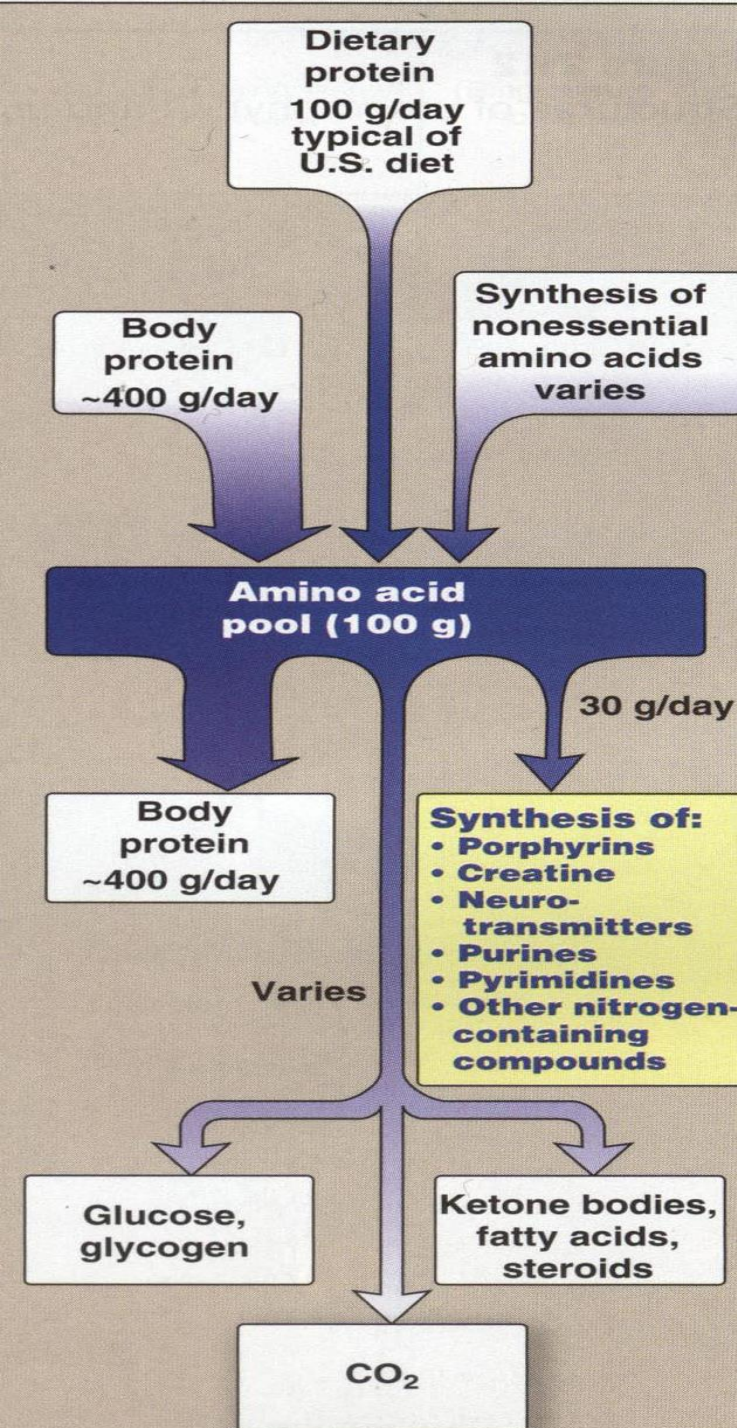 Dietary
protein
100 g/day
typical of
U.S. diet
Synthesis of
nonessential
amino acids
varies
Body
protein
~400 g/day
Amino acid
pool (100 g)
30 g/day
Body
protein
~400 g/day
Synthesis of:
• Porphyrins
• Creatine
• Neuro-
transmitters
• Purines
• Pyrimidines
• Other nitrogen-
containing
compounds
Varies
Glucose,
glycogen
Ketone bodies,
fatty acids,
steroids
CO₂